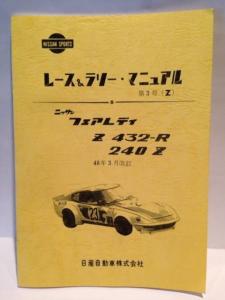 NISSAN SPORTS
レース&ラリー・マニュアル
第3号(Z)
ニッサン
フェアレディ
Z 432-R
240 Z
48年3月改訂
23
日産自動車株式会社